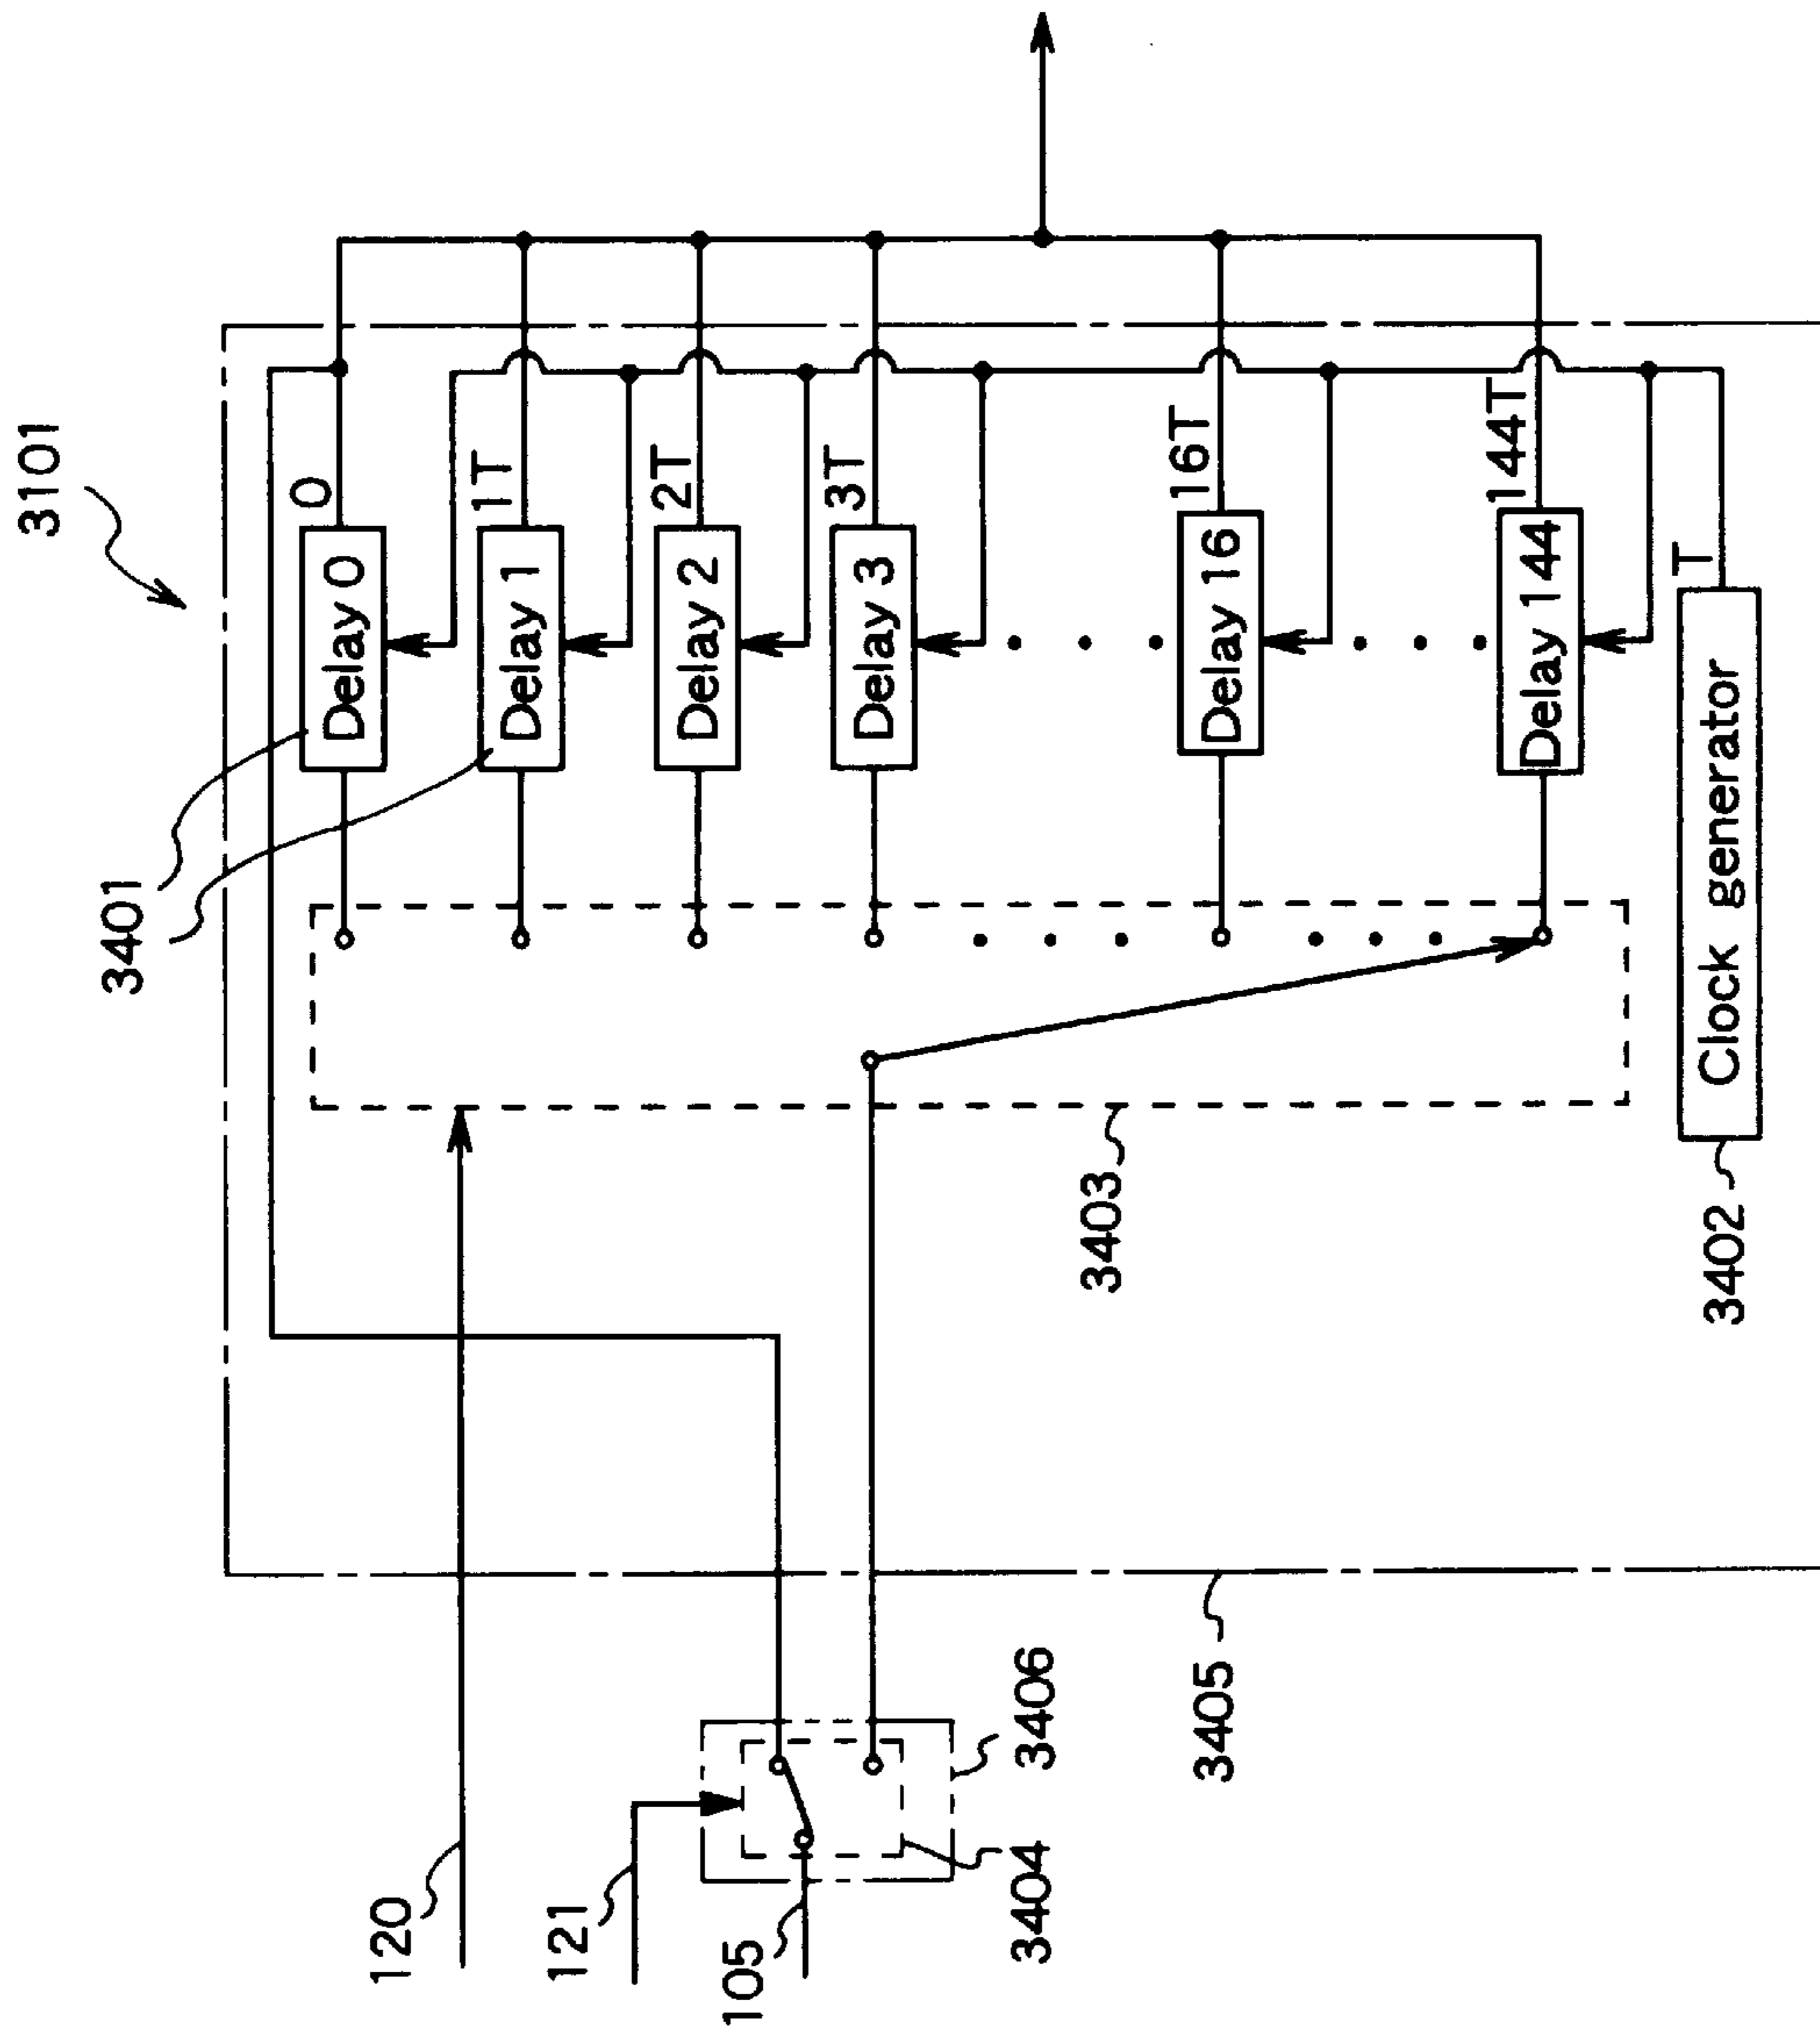 3101
3401
Delay 0
0
Delay 1
1T
Delay 2
2T
Delay 3
3T
Delay 16
16T
Delay 144
144T
Clock generator
T
3402
3403
120
121
105
3404
3406
3405